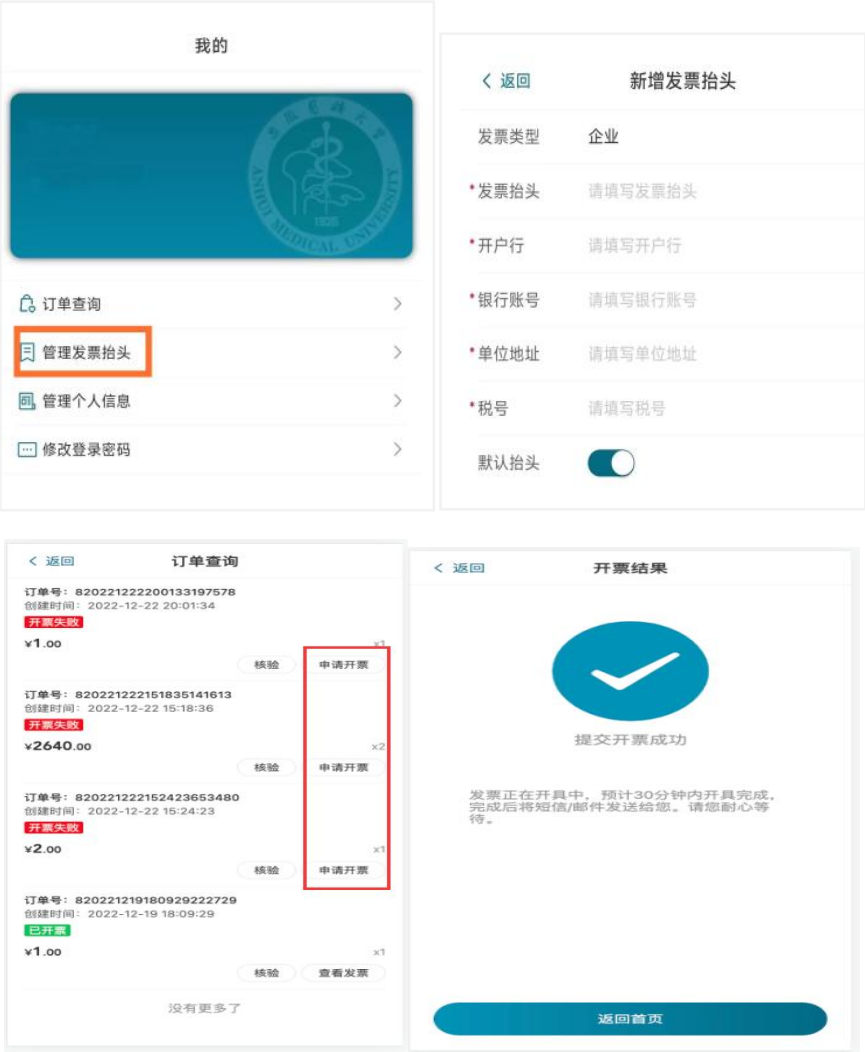 我的
安徽医科大学
ANHUI MEDICAL UNIVERSITY
1926
订单查询
管理发票抬头
管理个人信息
修改登录密码
< 返回 新增发票抬头
发票类型 企业
*发票抬头 请填写发票抬头
*开户行 请填写开户行
*银行账号 请填写银行账号
*单位地址 请填写单位地址
*税号 请填写税号
默认抬头
< 返回 订单查询
订单号：820221222200133197578
创建时间：2022-12-22 20:01:34
开票失败
¥1.00 x1
核验 申请开票
订单号：820221222151835141613
创建时间：2022-12-22 15:18:36
开票失败
¥2640.00 x2
核验 申请开票
订单号：820221222152423653480
创建时间：2022-12-22 15:24:23
开票失败
¥2.00 x1
核验 申请开票
订单号：820221219180929222729
创建时间：2022-12-19 18:09:29
已开票
¥1.00 x1
核验 查看发票
没有更多了
< 返回 开票结果
提交开票成功
发票正在开具中，预计30分钟内开具完成，
完成后将短信/邮件发送给您。请您耐心等
待。
返回首页